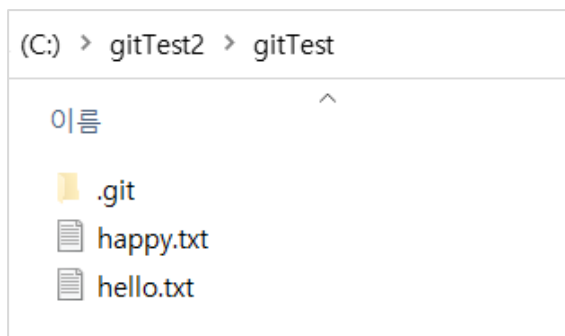 (C:) > gitTest2 > gitTest
이름
.git
happy.txt
hello.txt